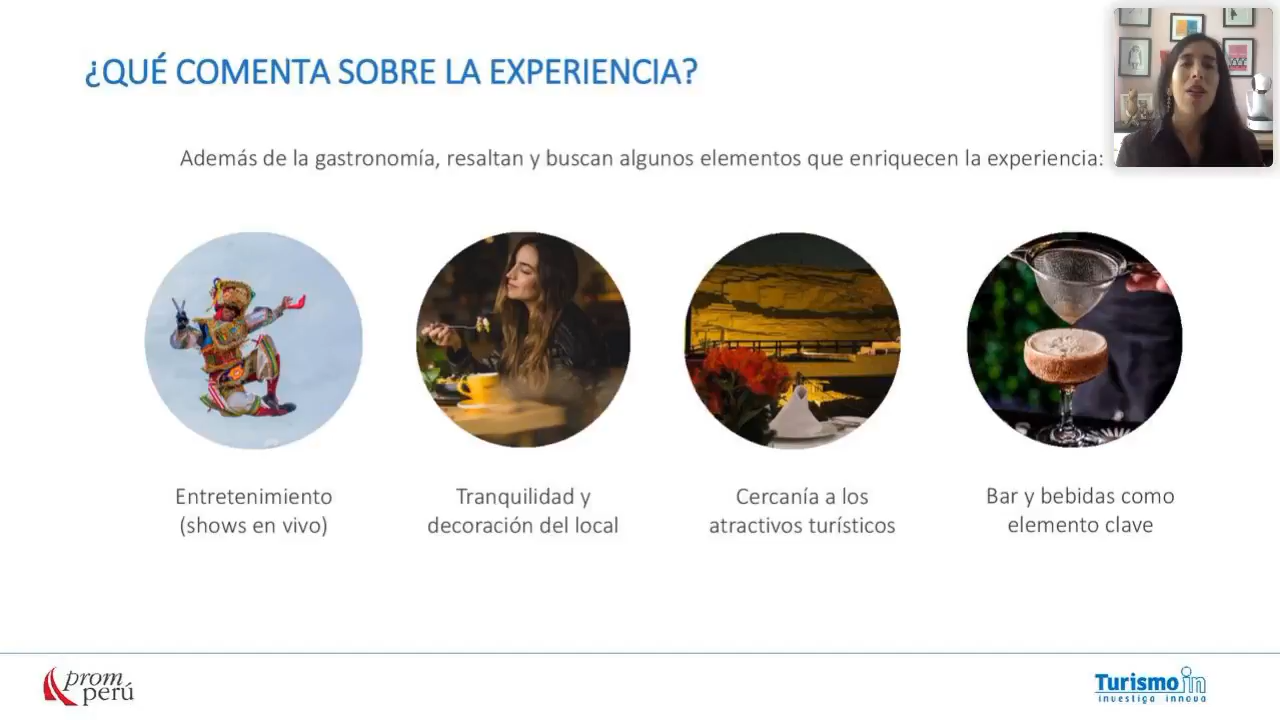 ¿QUÉ COMENTA SOBRE LA EXPERIENCIA?
Además de la gastronomía, resaltan y buscan algunos elementos que enriquecen la experiencia:
Entretenimiento
(shows en vivo)
Tranquilidad y
decoración del local
Cercanía a los
atractivos turísticos
Bar y bebidas como
elemento clave
prom
perú
Turismo in
investiga innova